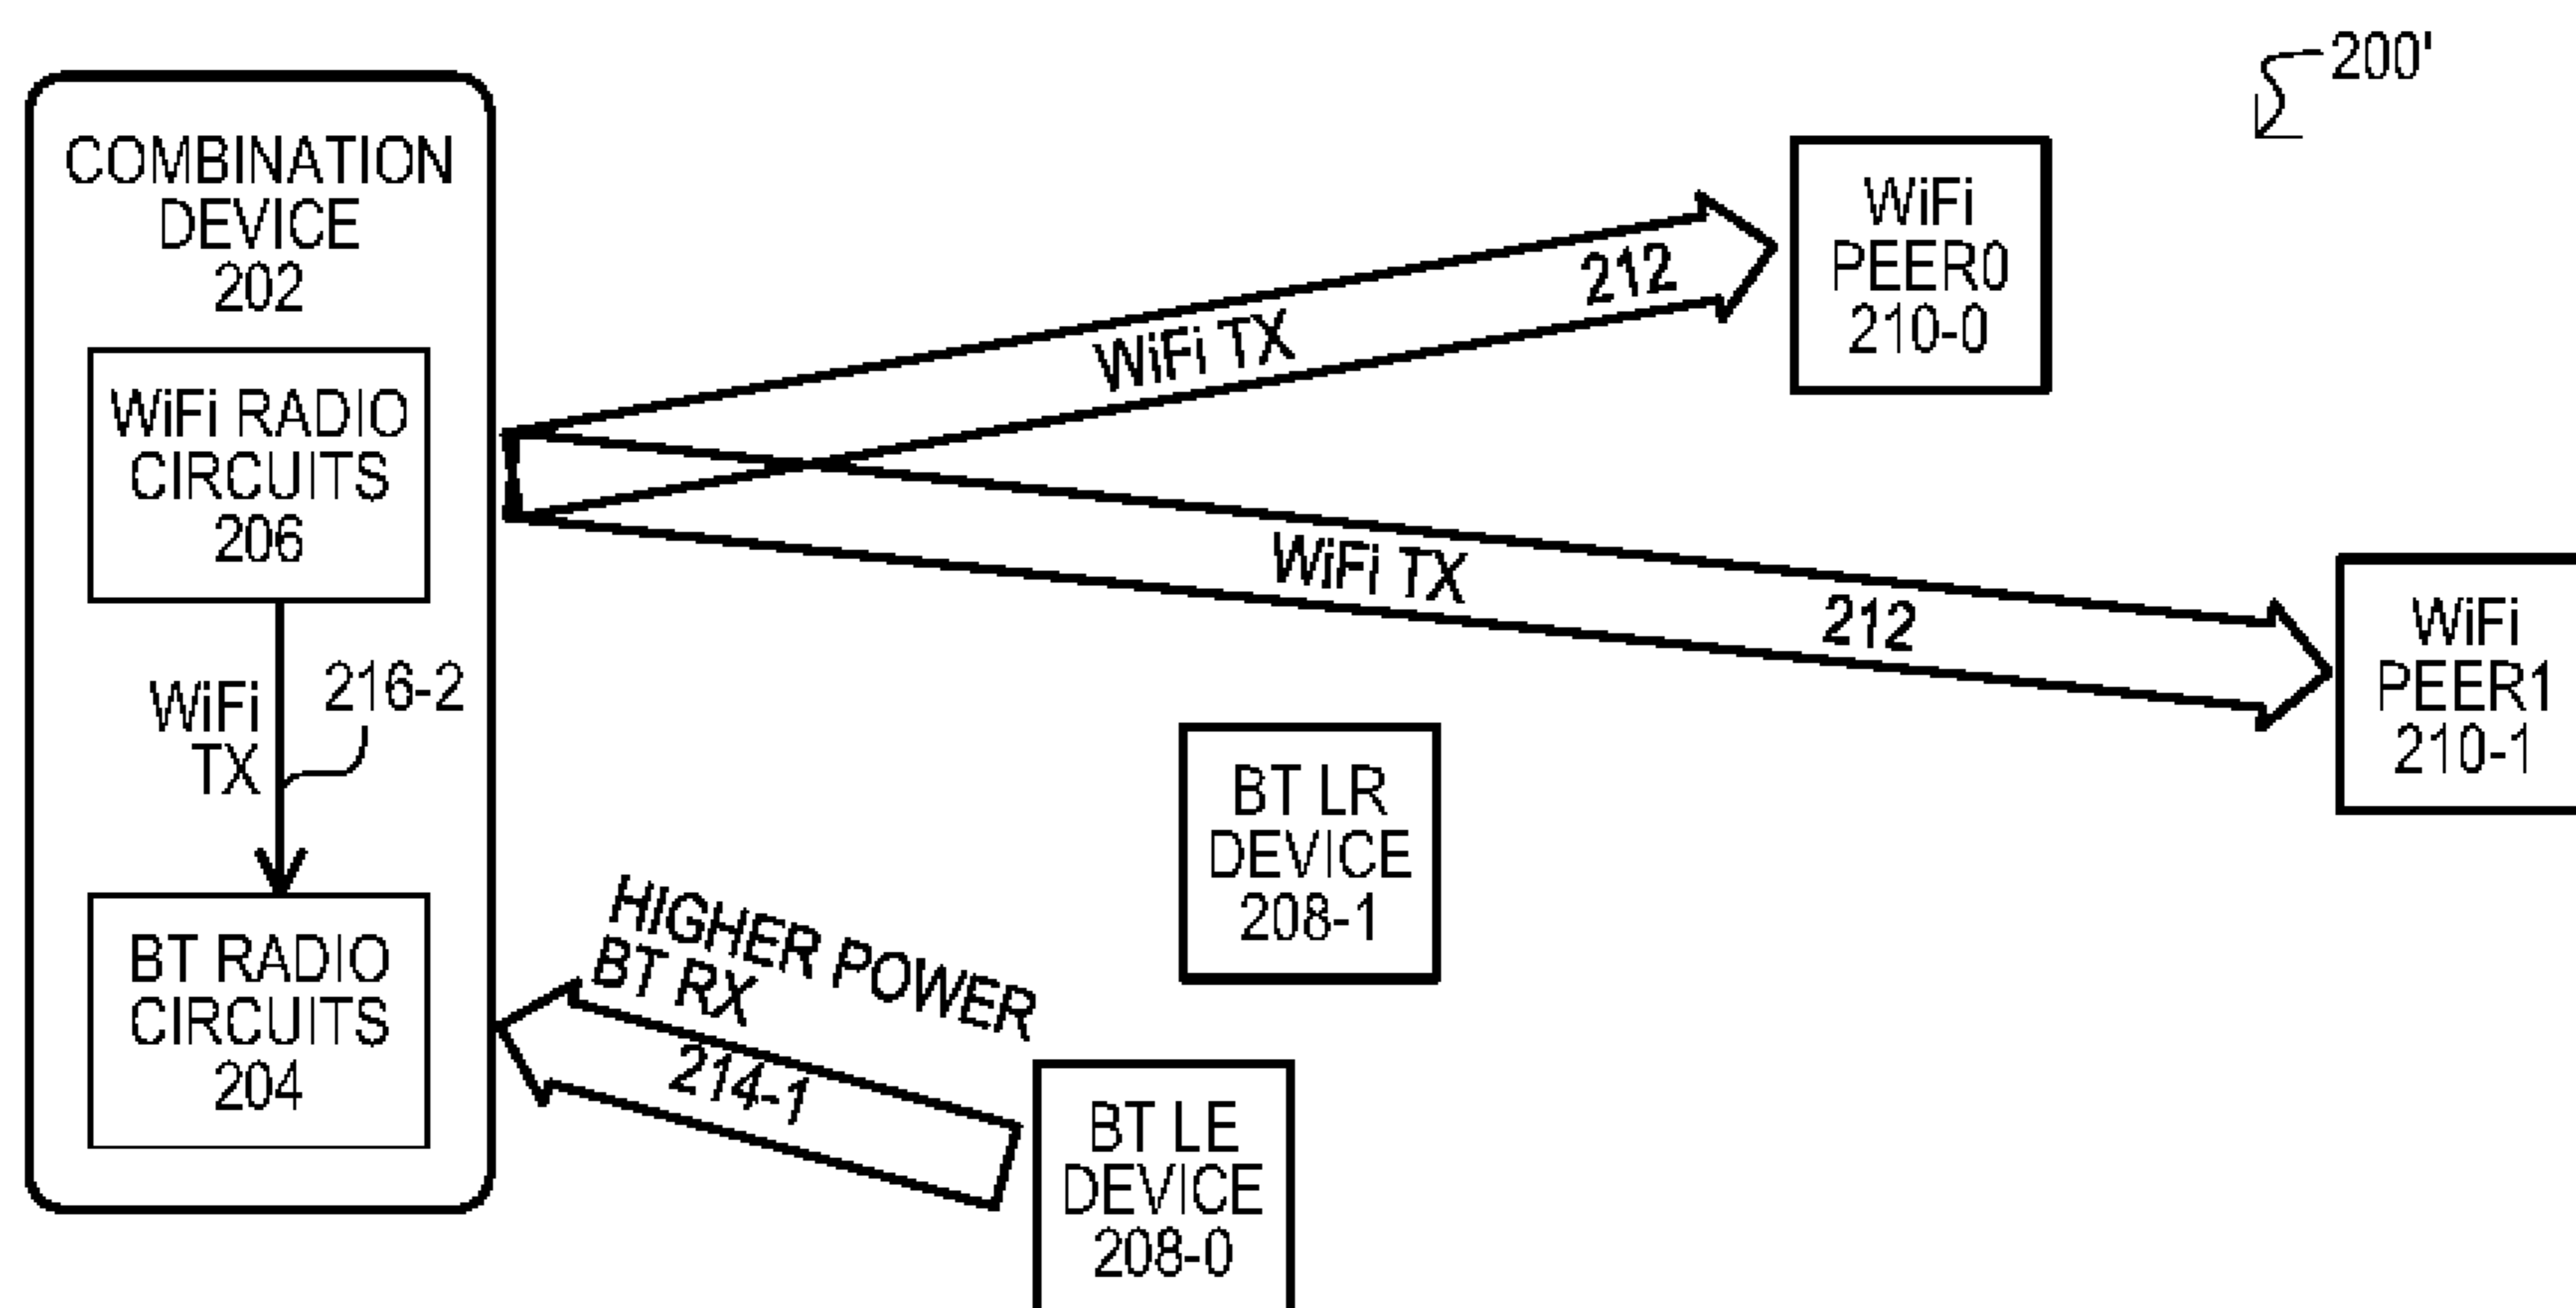 200'
COMBINATION
DEVICE
202
WiFi RADIO
CIRCUITS
206
WiFi
TX
216-2
BT RADIO
CIRCUITS
204
WiFi TX
212
WiFi
PEER0
210-0
WiFi TX
212
WiFi
PEER1
210-1
BT LR
DEVICE
208-1
HIGHER POWER
BT RX
214-1
BT LE
DEVICE
208-0